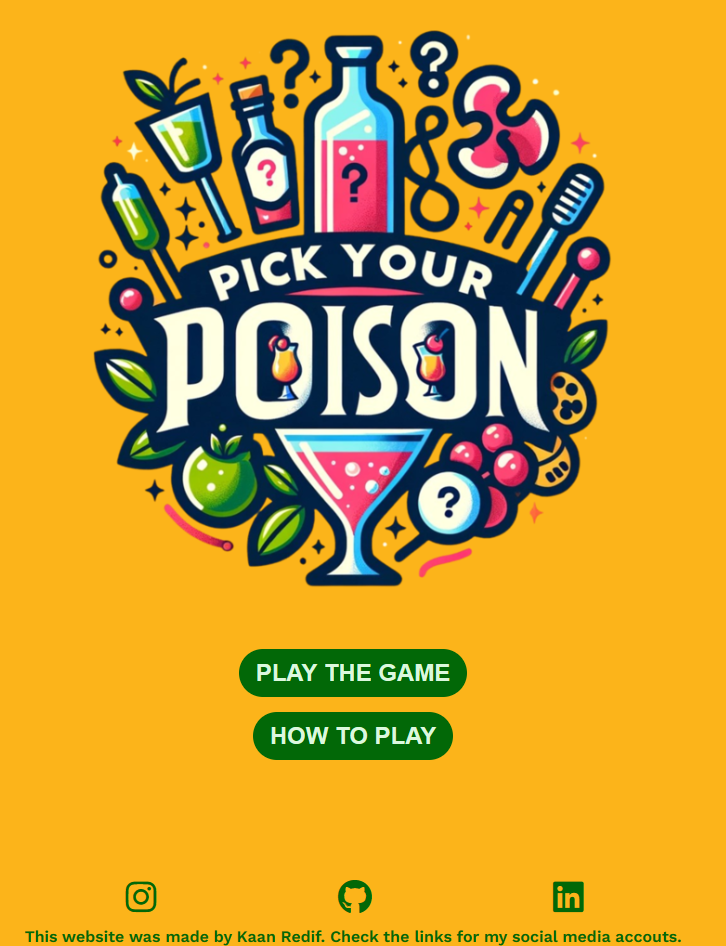 ?
?
?
?
PICK YOUR
POISON
?
PLAY THE GAME
HOW TO PLAY
in
This website was made by Kaan Redif. Check the links for my social media accouts.